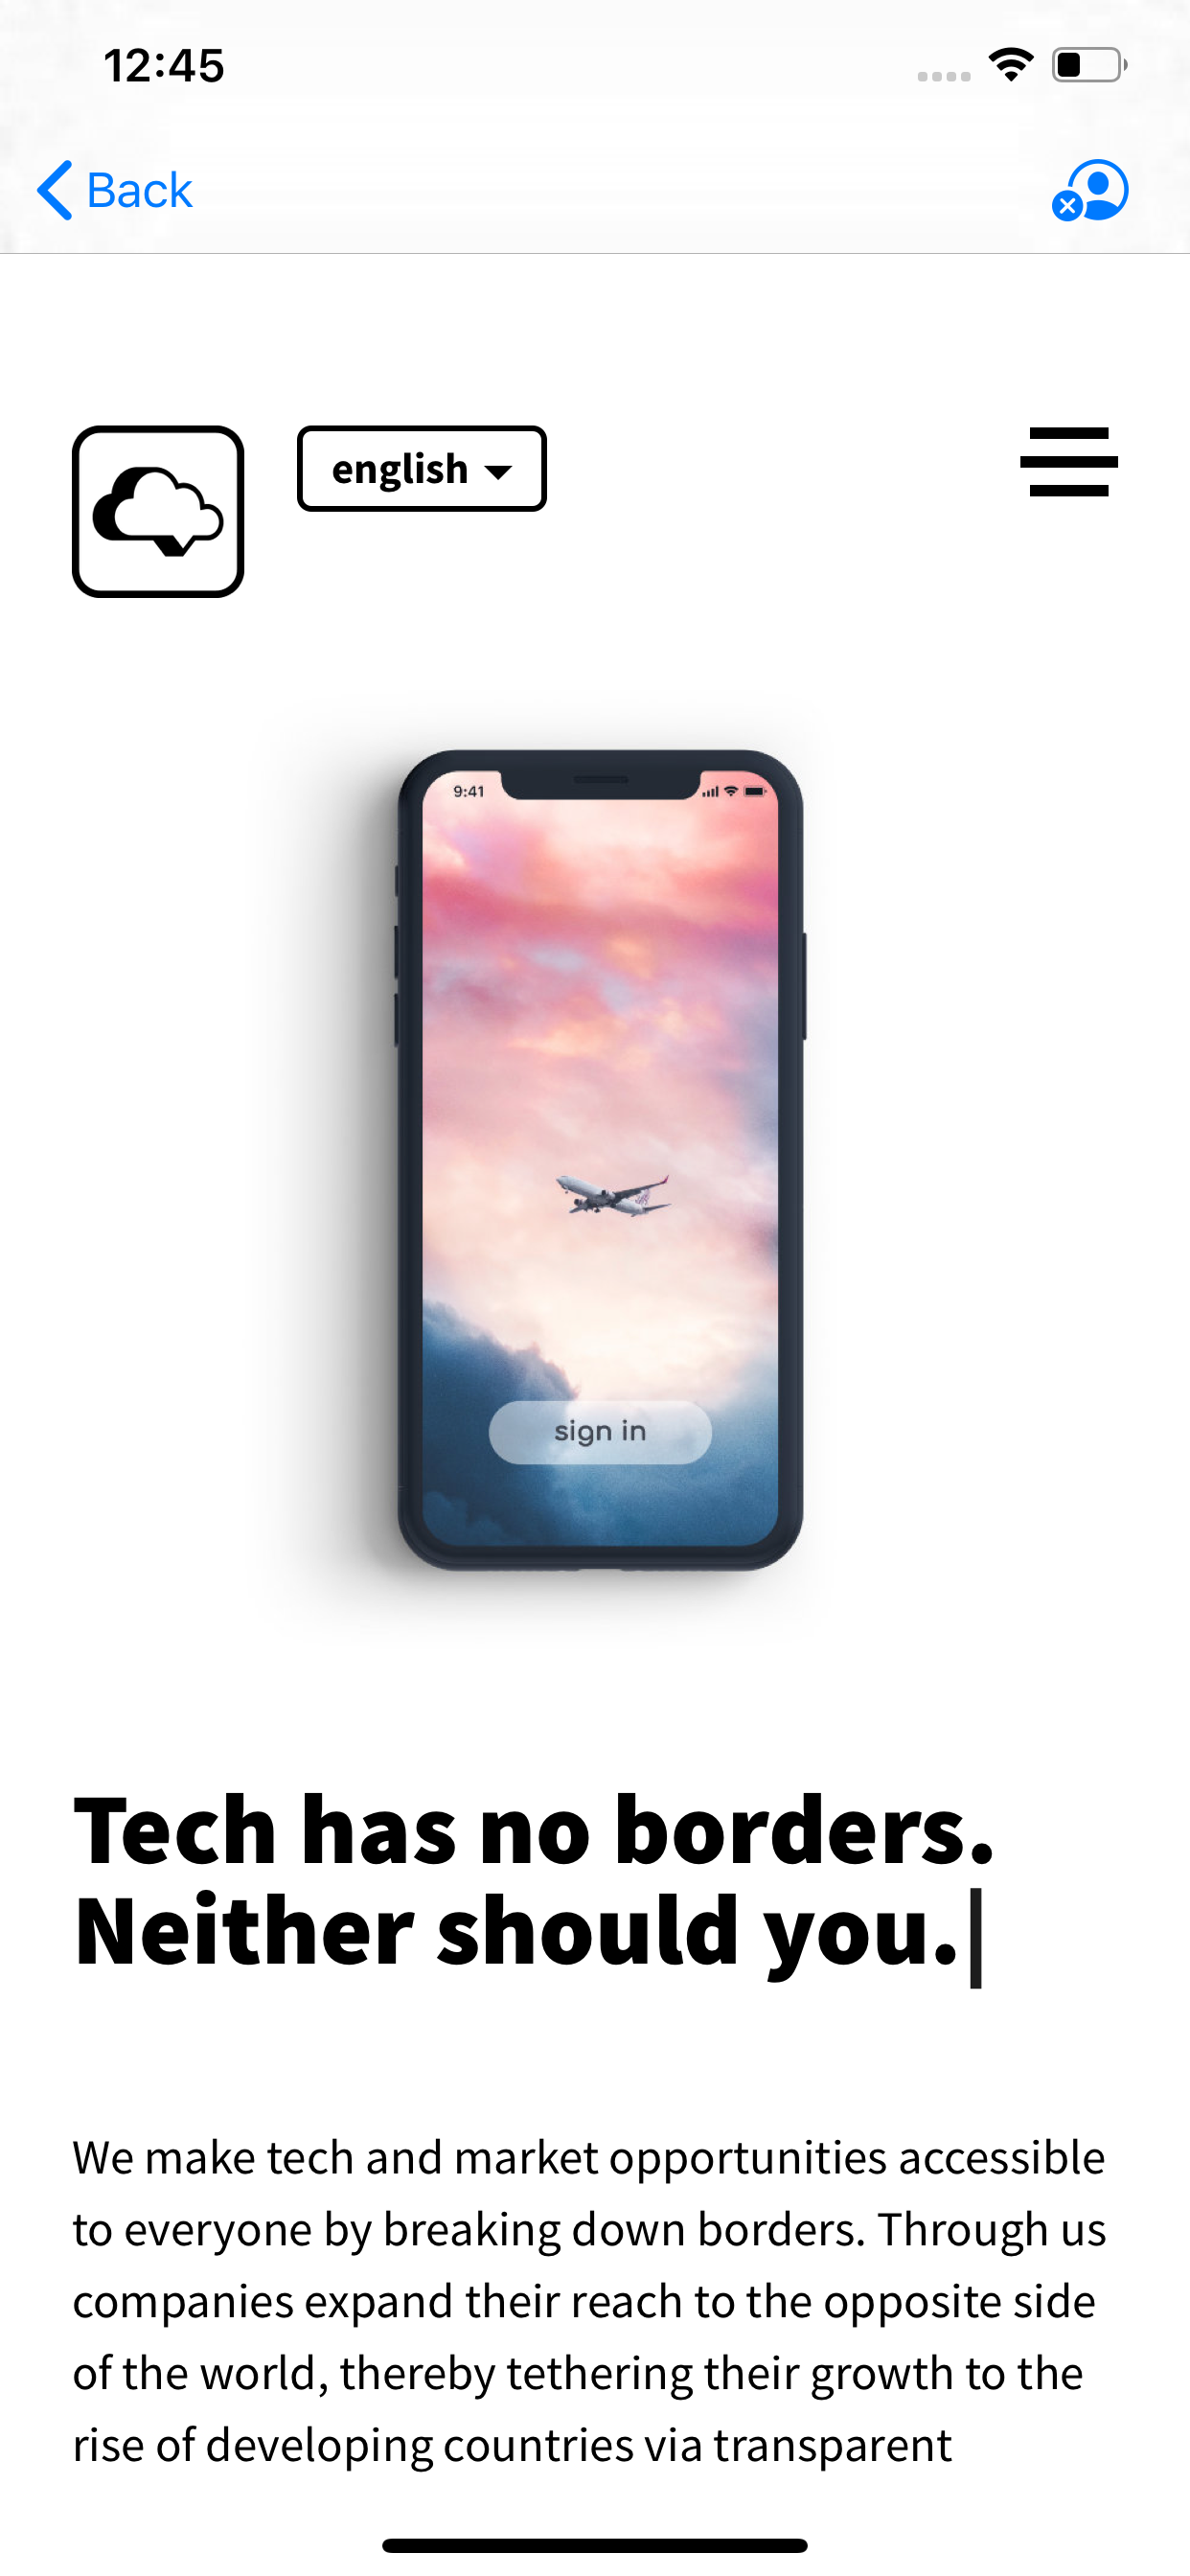 12:45
Back
english
9:41
sign in
Tech has no borders.
Neither should you.
We make tech and market opportunities accessible
to everyone by breaking down borders. Through us
companies expand their reach to the opposite side
of the world, thereby tethering their growth to the
rise of developing countries via transparent